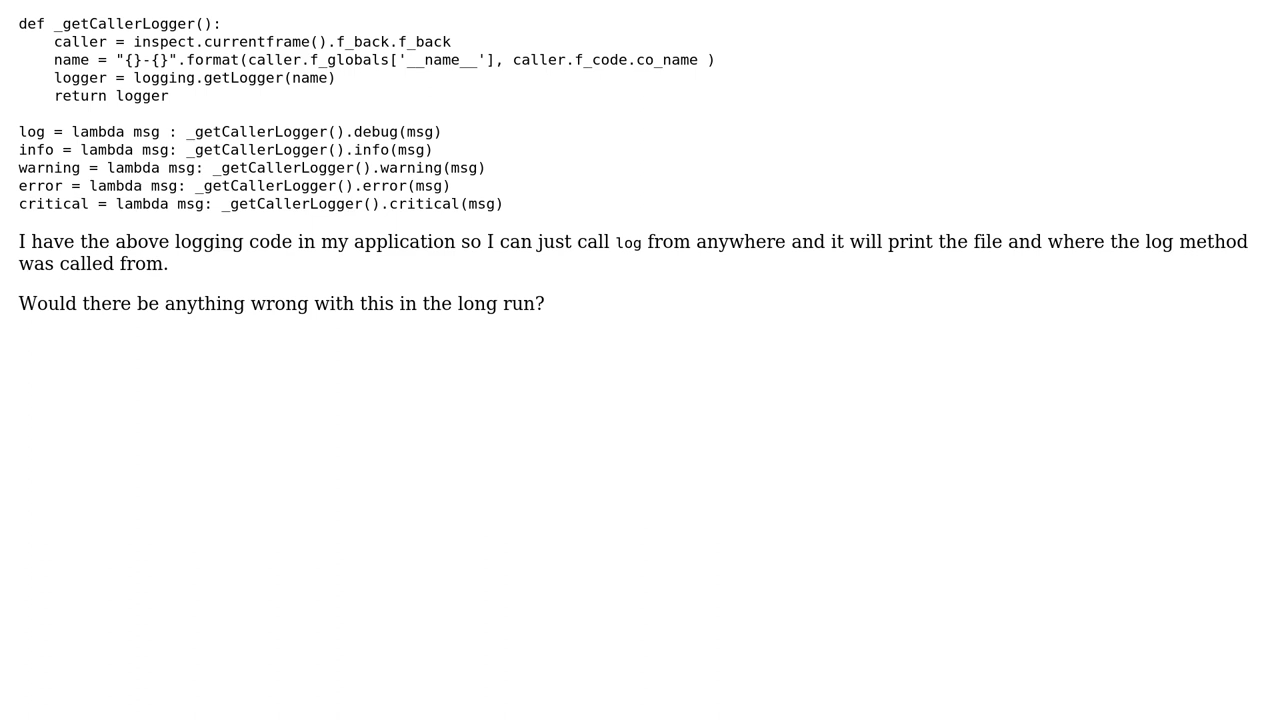 def _getCallerLogger():
    caller = inspect.currentframe().f_back.f_back
    name = "{}-{}".format(caller.f_globals['__name__'], caller.f_code.co_name )
    logger = logging.getLogger(name)
    return logger

log = lambda msg : _getCallerLogger().debug(msg)
info = lambda msg: _getCallerLogger().info(msg)
warning = lambda msg: _getCallerLogger().warning(msg)
error = lambda msg: _getCallerLogger().error(msg)
critical = lambda msg: _getCallerLogger().critical(msg)
I have the above logging code in my application so I can just call log from anywhere and it will print the file and where the log method
was called from.
Would there be anything wrong with this in the long run?